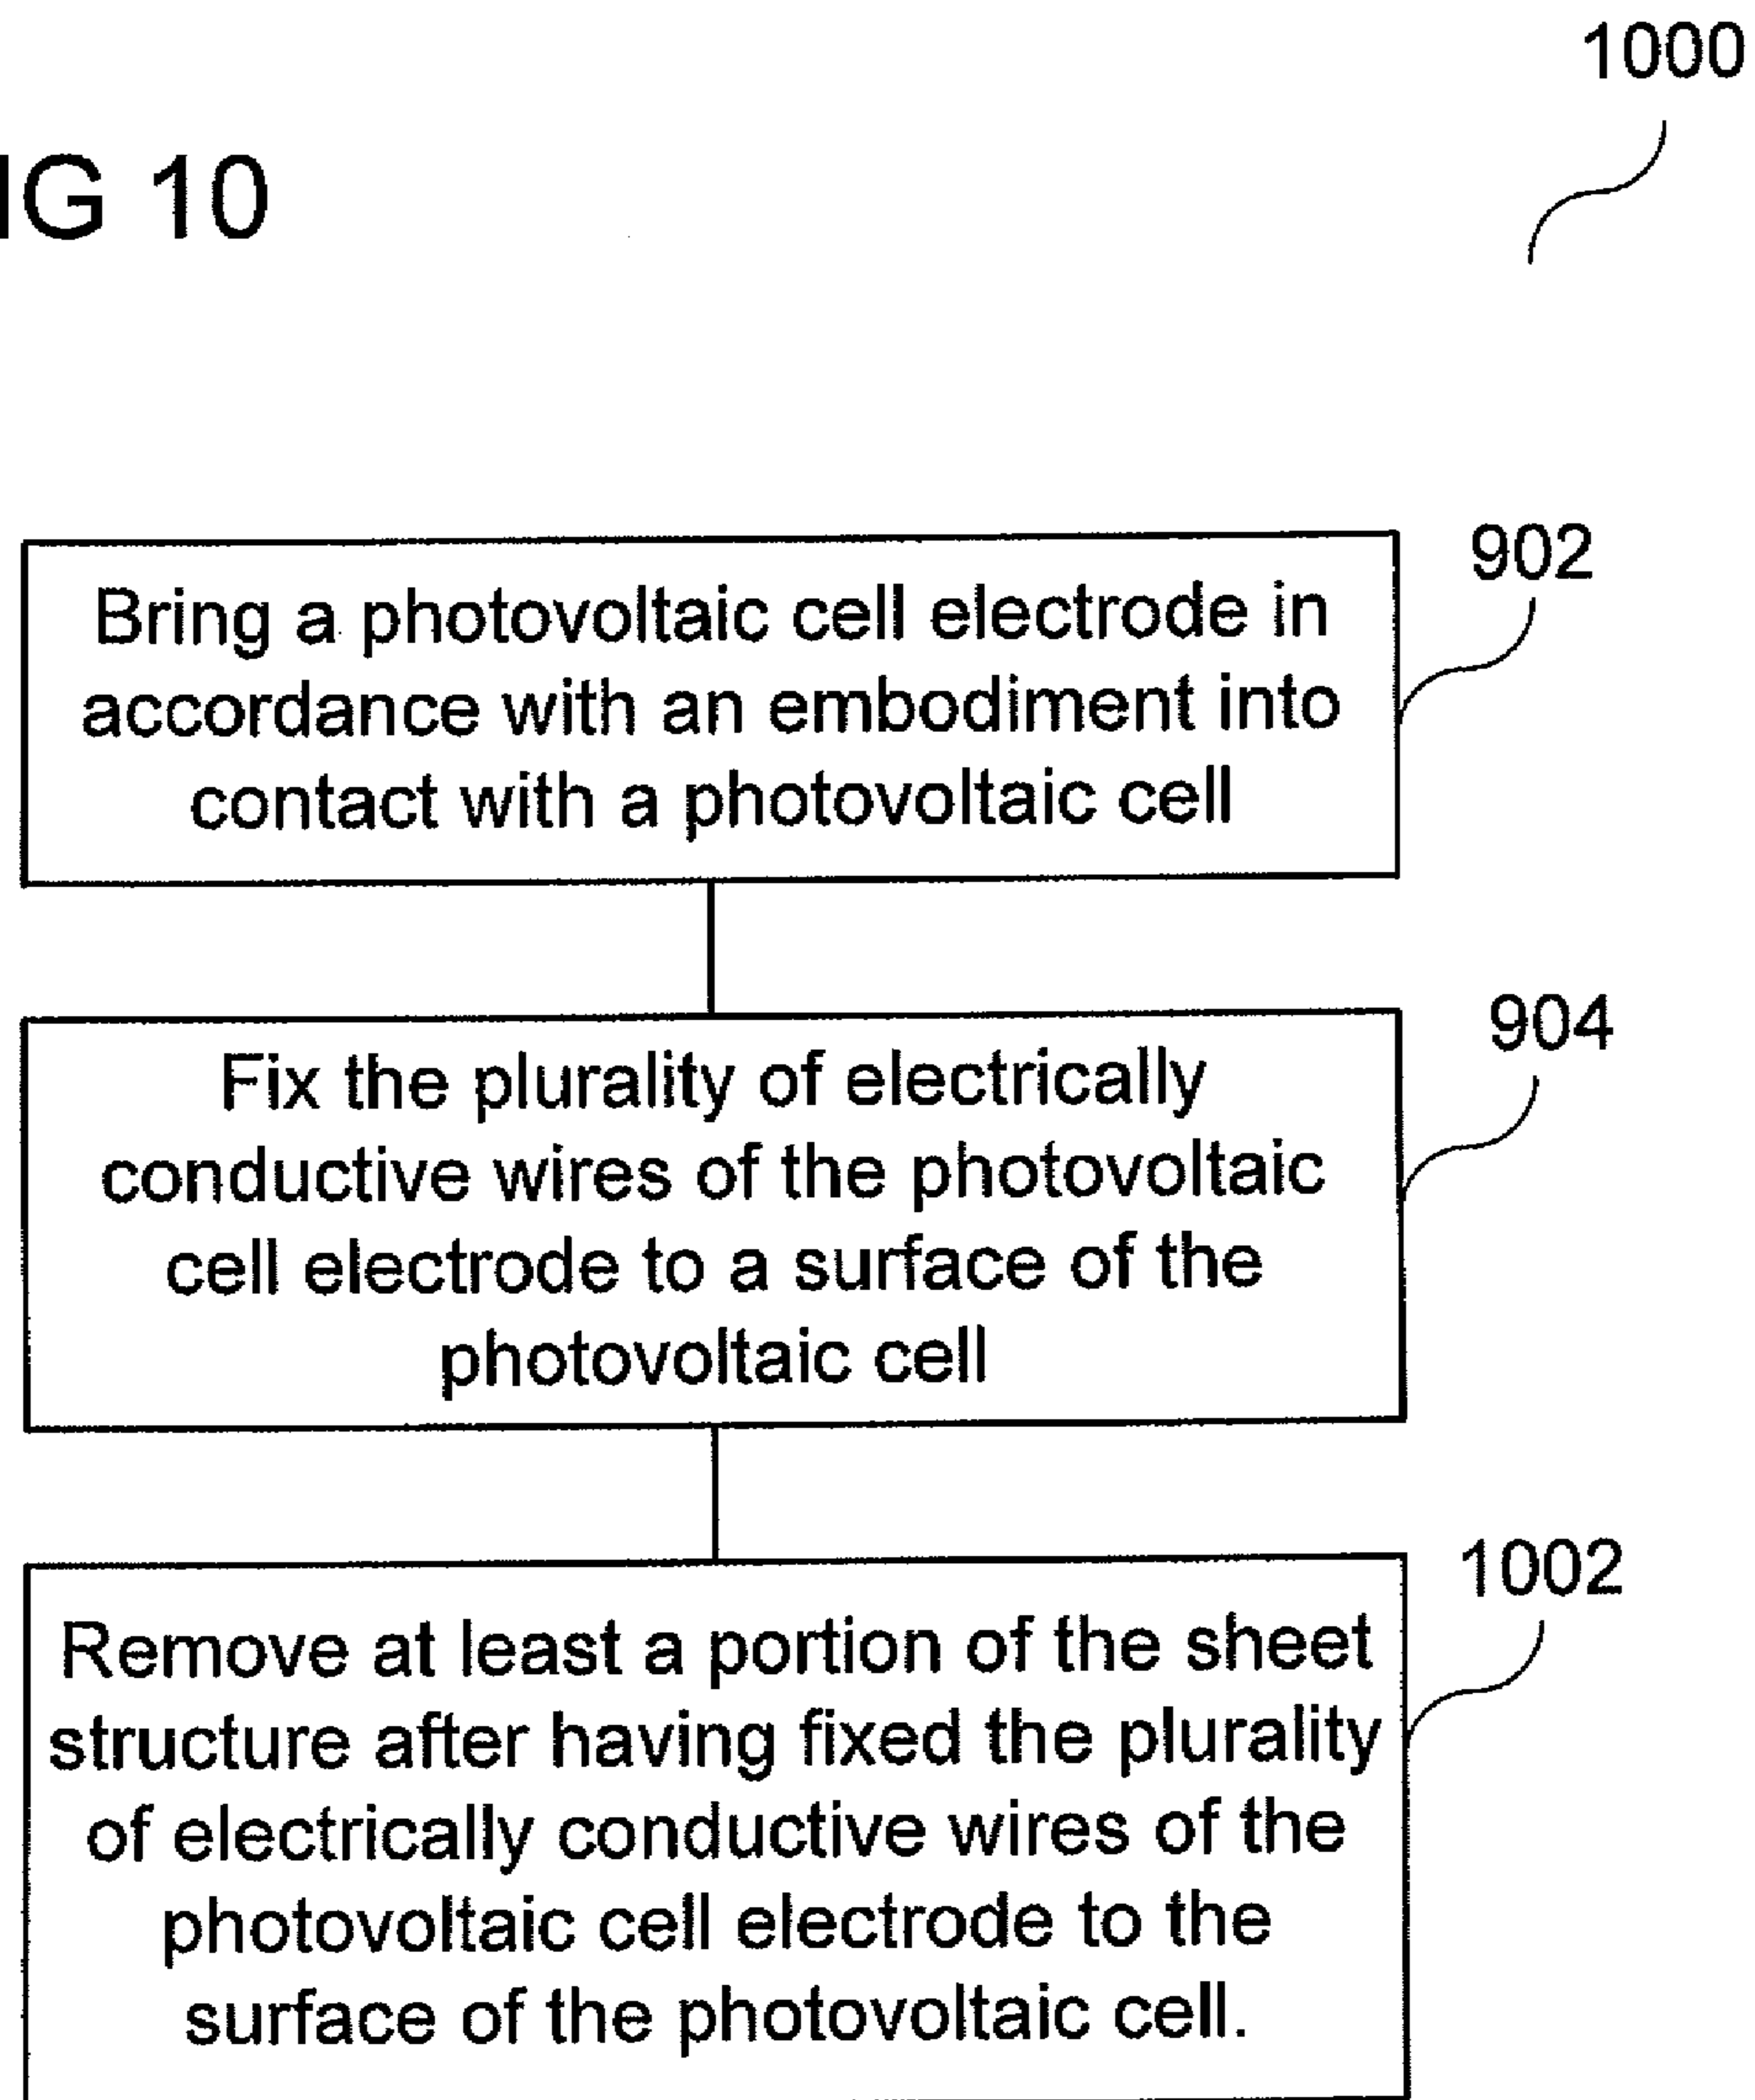 1000
IG 10
902
Bring a photovoltaic cell electrode in
accordance with an embodiment into
contact with a photovoltaic cell
904
Fix the plurality of electrically
conductive wires of the photovoltaic
cell electrode to a surface of the
photovoltaic cell
1002
Remove at least a portion of the sheet
structure after having fixed the plurality
of electrically conductive wires of the
photovoltaic cell electrode to the
surface of the photovoltaic cell.